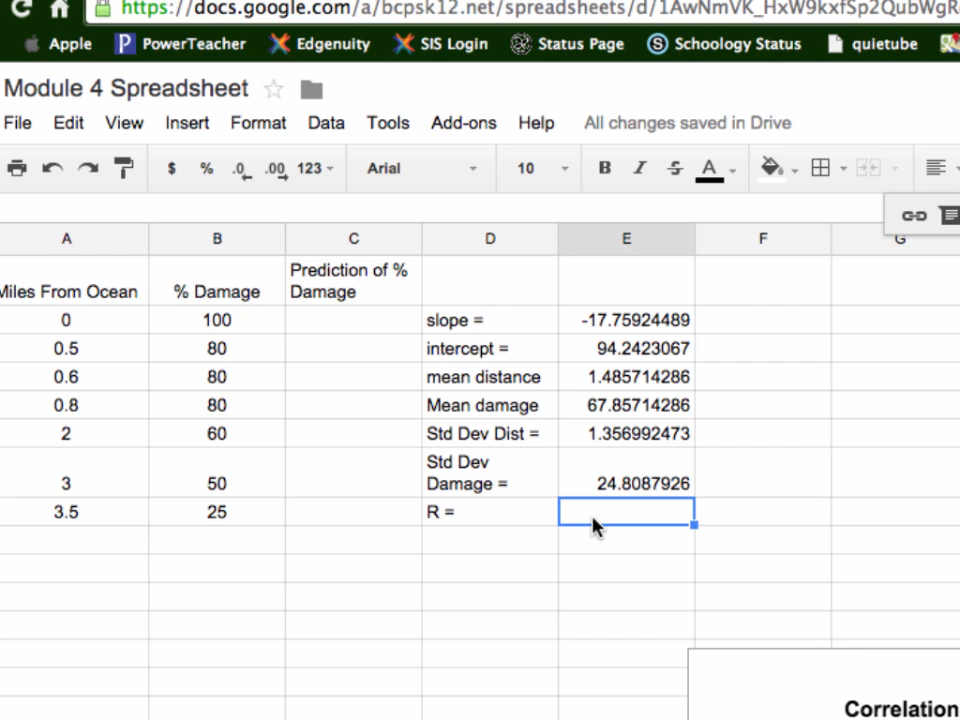 https://docs.google.com/a/bcpsk12.net/spreadsheets/d/1AwNmVK_HxW9kxfSp2QubWgR
Apple PowerTeacher Edgenuity SIS Login Status Page Schoology Status quietube
Module 4 Spreadsheet
File Edit View Insert Format Data Tools Add-ons Help All changes saved in Drive
$ % .0 .00 123 Arial 10 B I S A
A B C D E F G
Miles From Ocean % Damage Prediction of % Damage
0 100 slope = -17.75924489
0.5 80 intercept = 94.2423067
0.6 80 mean distance 1.485714286
0.8 80 Mean damage 67.85714286
2 60 Std Dev Dist = 1.356992473
3 50 Std Dev Damage = 24.8087926
3.5 25 R =
Correlation